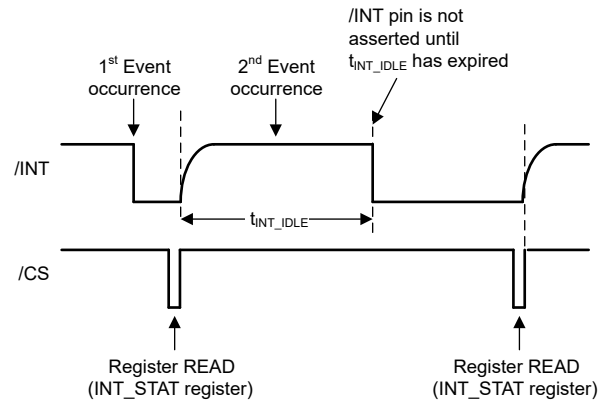 /INT pin is not
asserted until
tINT_IDLE has expired
1st Event
occurrence
2nd Event
occurrence
/INT
tINT_IDLE
/CS
Register READ
(INT_STAT register)
Register READ
(INT_STAT register)